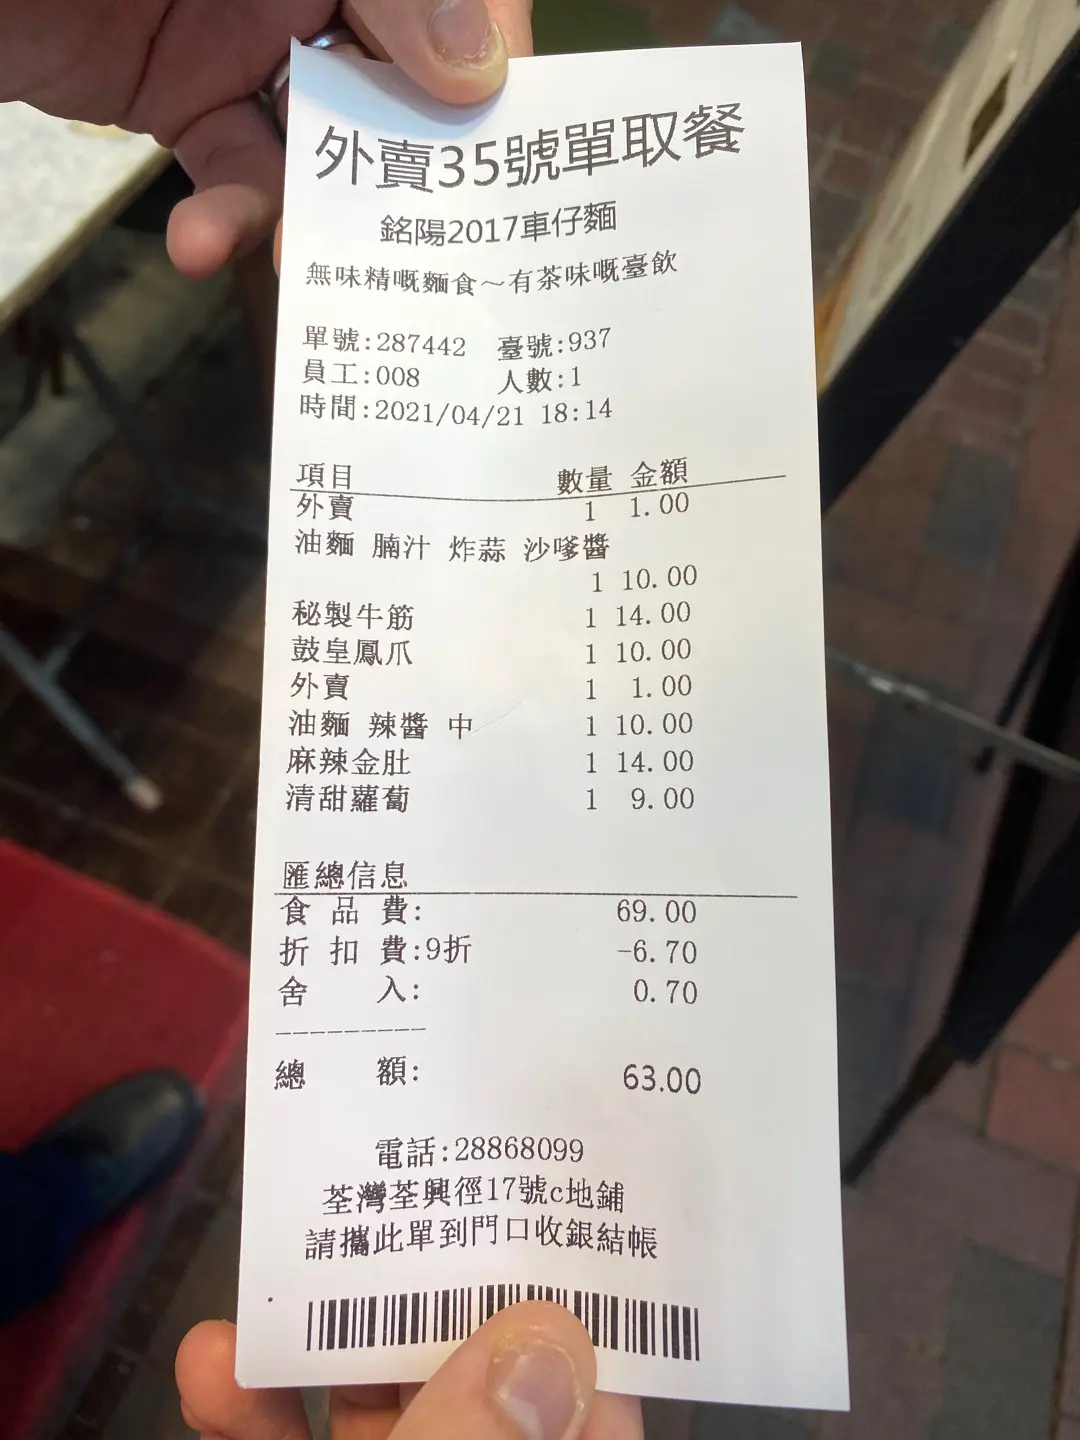 外賣35號單取餐
銘陽2017車仔麵
無味精嘅麵食～有茶味嘅臺飲
單號:287442 臺號:937
員工:008 人數:1
時間:2021/04/21 18:14
項目 數量 金額
外賣 1 1.00
油麵 腩汁 炸蒜 沙嗲醬
1 10.00
秘製牛筋 1 14.00
鼓皇鳳爪 1 10.00
外賣 1 1.00
油麵 辣醬 中 1 10.00
麻辣金肚 1 14.00
清甜蘿蔔 1 9.00
匯總信息
食品費: 69.00
折扣費:9折 -6.70
舍入: 0.70
----------
總額: 63.00
電話:28868099
荃灣荃興徑17號c地鋪
請攜此單到門口收銀結帳